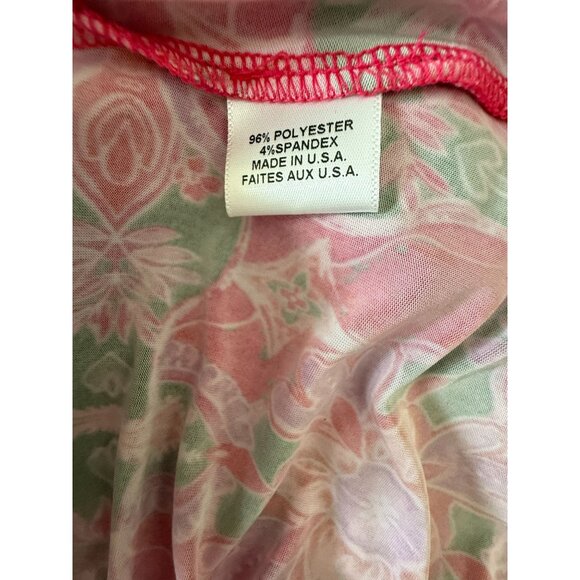 96% POLYESTER
4%SPANDEX
MADE IN U.S.A.
FAITES AUX U.S.A.